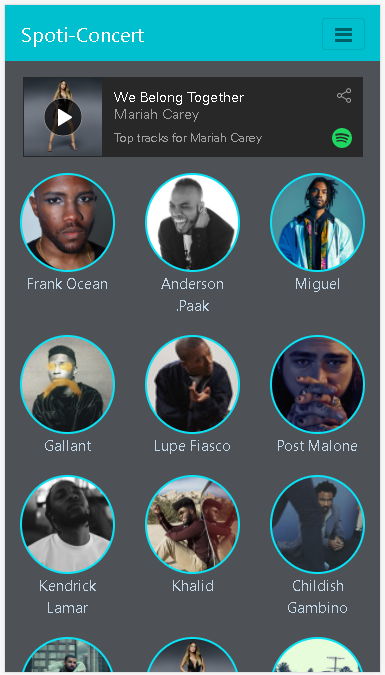 Spoti-Concert
We Belong Together
Mariah Carey
Top tracks for Mariah Carey
Frank Ocean
Anderson
.Paak
Miguel
Gallant
Lupe Fiasco
Post Malone
Kendrick
Lamar
Khalid
Childish
Gambino